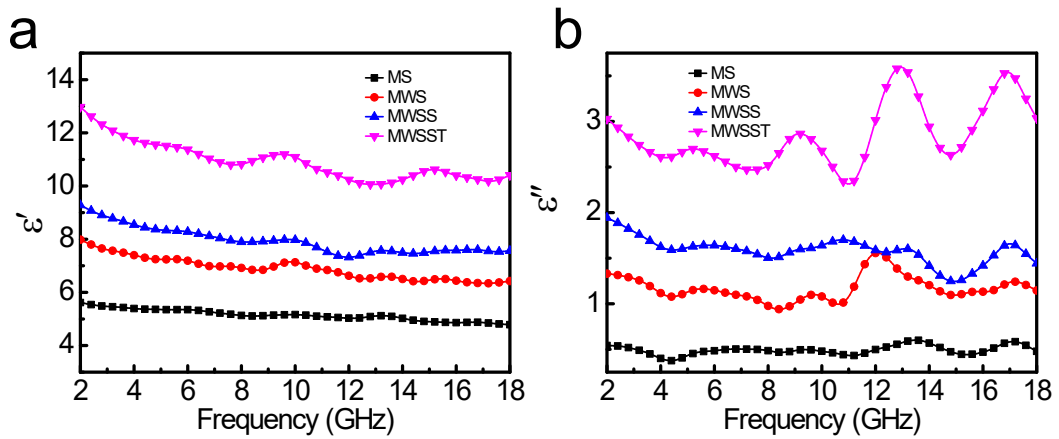 a
14
12
10
8
6
4
ε′
MS
MWS
MWSS
MWSST
2 4 6 8 10 12 14 16 18
Frequency (GHz)
b
3
2
1
ε″
MS
MWS
MWSS
MWSST
2 4 6 8 10 12 14 16 18
Frequency (GHz)